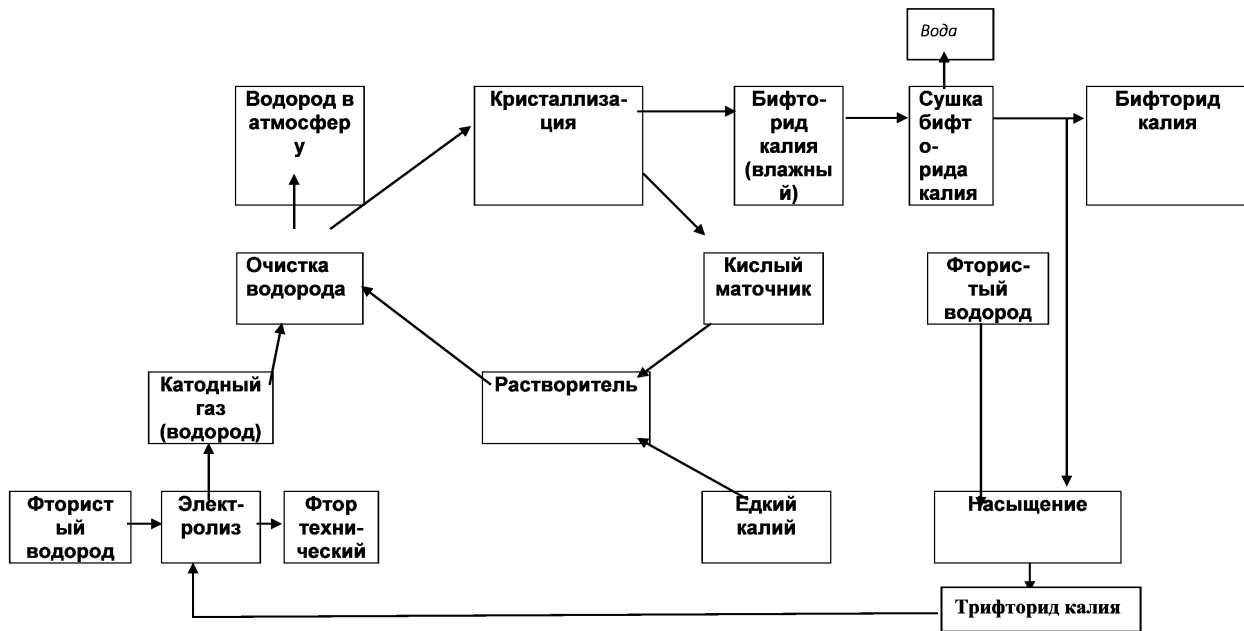 Вода
Водород в
атмосфер
у
Кристаллиза-
ция
Бифто-
рид
калия
(влажны
й)
Сушка
бифт
о-
рида
калия
Бифторид
калия
Очистка
водорода
Кислый
маточник
Фторис-
тый
водород
Катодный
газ
(водород)
Растворитель
Фторист
ый
водород
Элект-
ролиз
Фтор
техни-
ческий
Едкий
калий
Насыщение
Трифторид калия